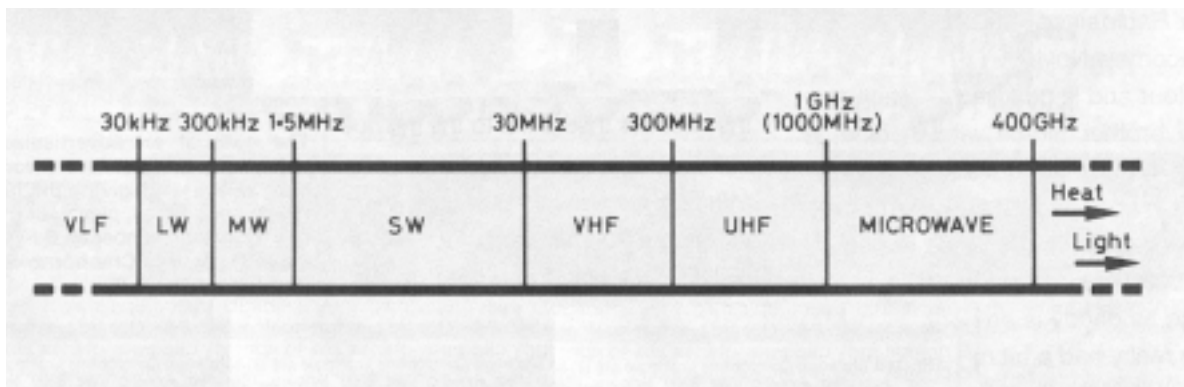 30kHz 300kHz 1-5MHz 30MHz 300MHz 1GHz (1000MHz) 400GHz
VLF LW MW SW VHF UHF MICROWAVE Heat
Light